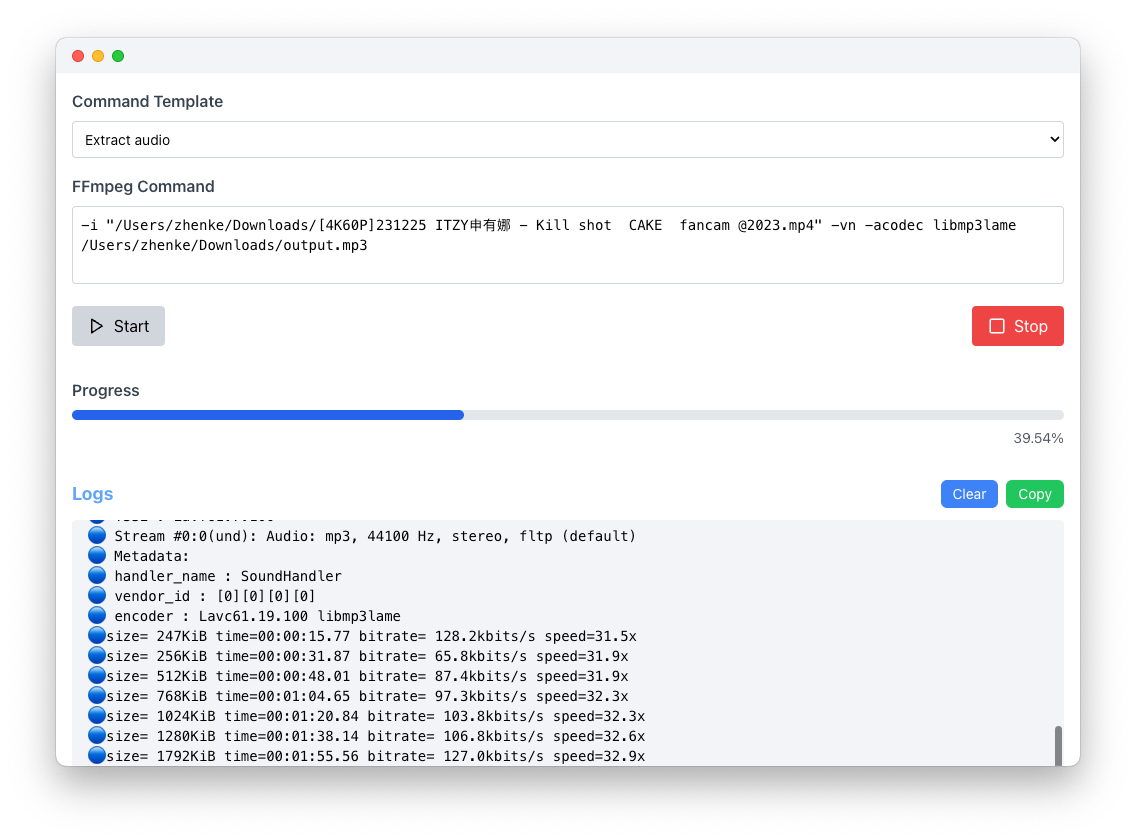 Command Template
Extract audio
FFmpeg Command
-i "/Users/zhenke/Downloads/[4K60P]231225 ITZY申有娜 - Kill shot  CAKE  fancam @2023.mp4" -vn -acodec libmp3lame
/Users/zhenke/Downloads/output.mp3
Start
Stop
Progress
39.54%
Logs
Clear
Copy
Stream #0:0(und): Audio: mp3, 44100 Hz, stereo, fltp (default)
Metadata:
handler_name : SoundHandler
vendor_id : [0][0][0][0]
encoder : Lavc61.19.100 libmp3lame
size= 247KiB time=00:00:15.77 bitrate= 128.2kbits/s speed=31.5x
size= 256KiB time=00:00:31.87 bitrate= 65.8kbits/s speed=31.9x
size= 512KiB time=00:00:48.01 bitrate= 87.4kbits/s speed=31.9x
size= 768KiB time=00:01:04.65 bitrate= 97.3kbits/s speed=32.3x
size= 1024KiB time=00:01:20.84 bitrate= 103.8kbits/s speed=32.3x
size= 1280KiB time=00:01:38.14 bitrate= 106.8kbits/s speed=32.6x
size= 1792KiB time=00:01:55.56 bitrate= 127.0kbits/s speed=32.9x